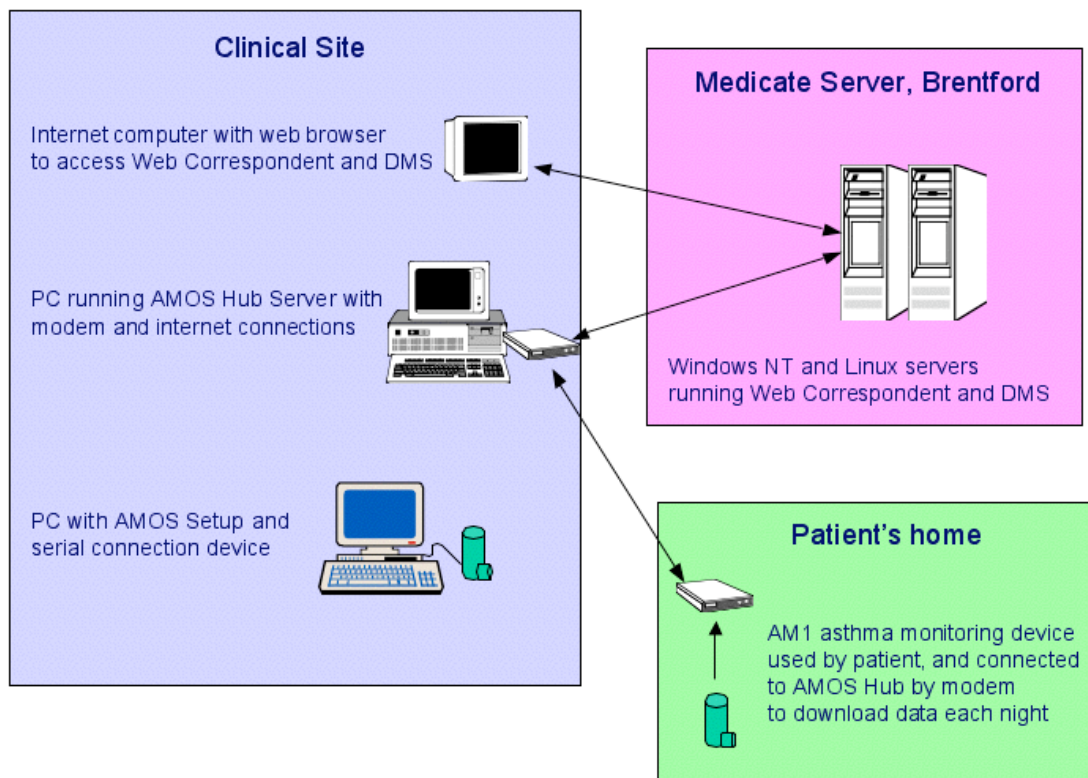 Clinical Site
Internet computer with web browser
to access Web Correspondent and DMS
PC running AMOS Hub Server with
modem and internet connections
PC with AMOS Setup and
serial connection device
Medicate Server, Brentford
Windows NT and Linux servers
running Web Correspondent and DMS
Patient's home
AM1 asthma monitoring device
used by patient, and connected
to AMOS Hub by modem
to download data each night